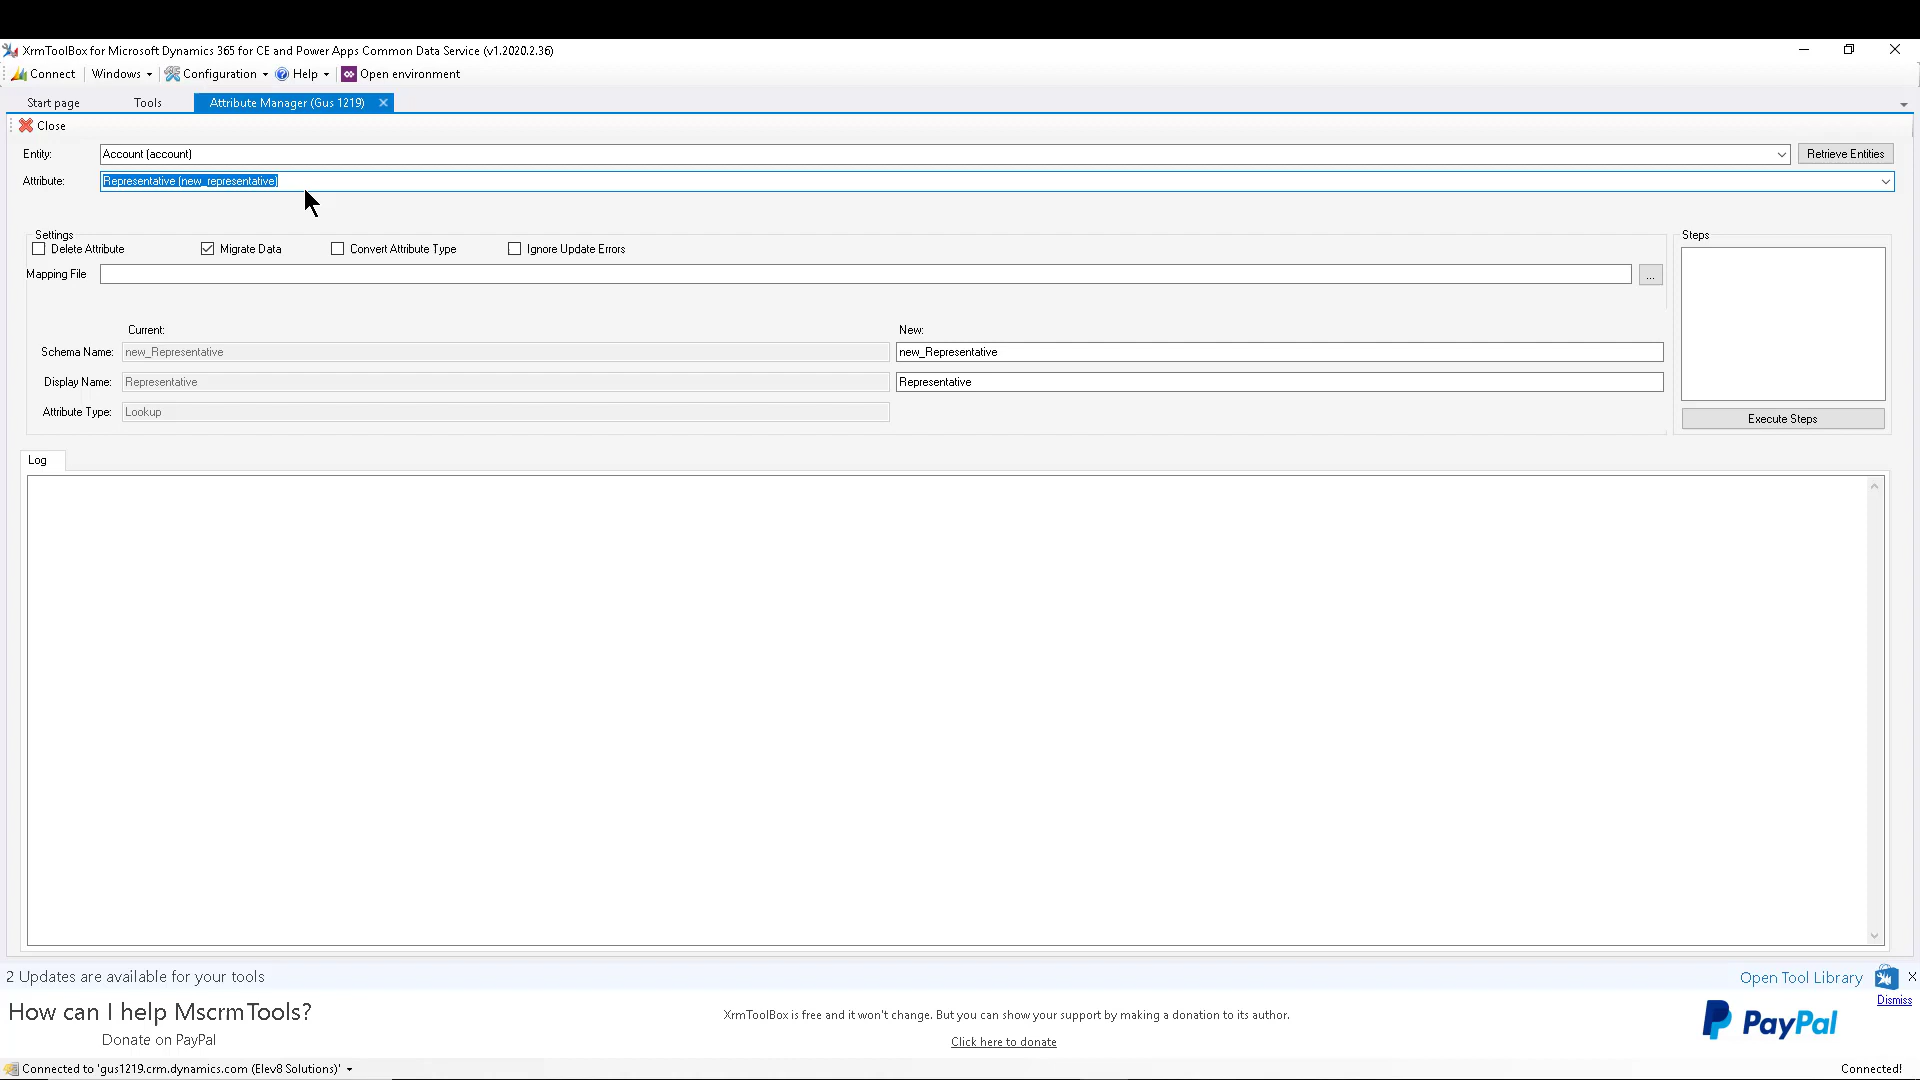 XrmToolBox for Microsoft Dynamics 365 for CE and Power Apps Common Data Service (v1.2020.2.36)
Connect Windows Configuration Help Open environment
Start page Tools Attribute Manager (Gus 1219)
Close
Entity: Account (account) Retrieve Entities
Attribute: Representative (new_representative)
Settings Steps
Delete Attribute Migrate Data Convert Attribute Type Ignore Update Errors
Mapping File ...
Current: New:
Schema Name: new_Representative new_Representative
Display Name: Representative Representative
Attribute Type: Lookup
Execute Steps
Log
2 Updates are available for your tools Open Tool Library X
Dismiss
How can I help MscrmTools? XrmToolBox is free and it won't change. But you can show your support by making a donation to its author. PayPal
Donate on PayPal Click here to donate
Connected to 'gus1219.crm.dynamics.com (Elev8 Solutions)' Connected!